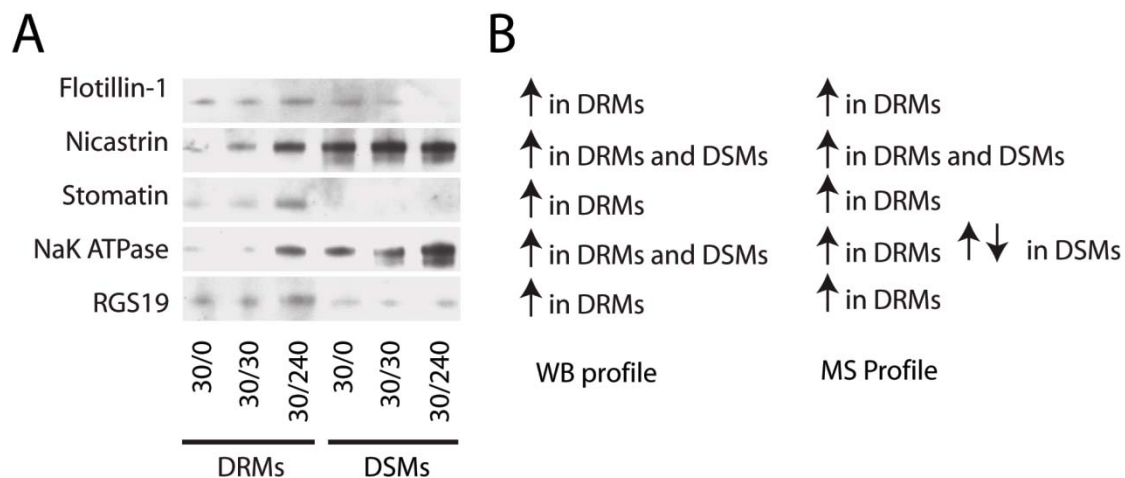 A
B
Flotillin-1
Nicastrin
Stomatin
NaK ATPase
RGS19
30/0
30/30
30/240
30/0
30/30
30/240
DRMs
DSMs
in DRMs
in DRMs and DSMs
in DRMs
in DRMs and DSMs
in DRMs
WB profile
in DRMs
in DRMs and DSMs
in DRMs
in DRMs in DSMs
in DRMs
MS Profile